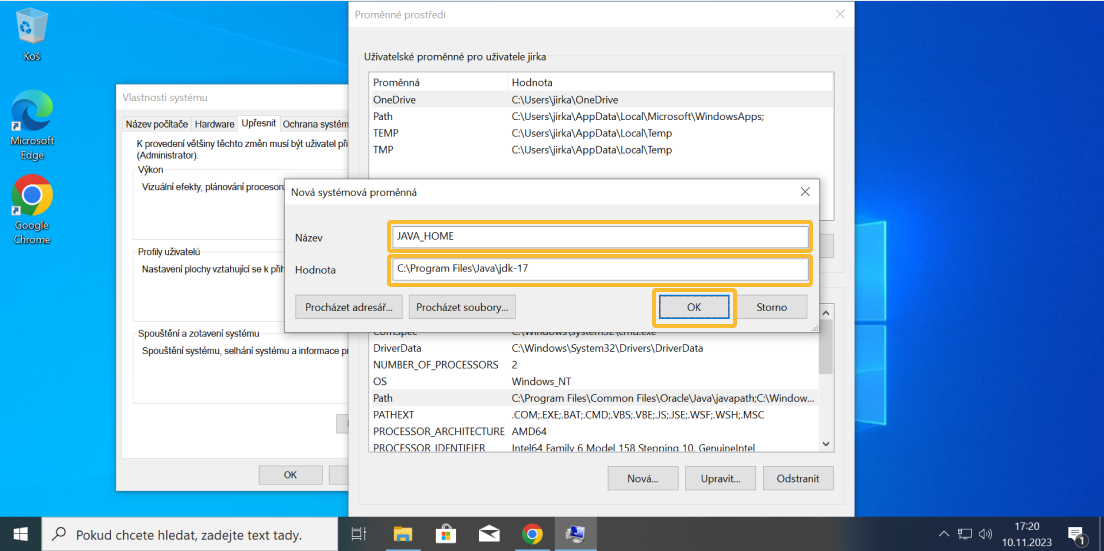 Koš
Microsoft
Edge
Google
Chrome
Vlastnosti systému
Název počítače
Hardware
Upřesnit
Ochrana systém
K provedení většiny těchto změn musí být uživatel při
(Administrator).
Výkon
Vizuální efekty, plánování procesoru
Profily uživatelů
Nastavení plochy vztahující se k přih
Spouštění a zotavení systému
Spouštění systému, selhání systému a informace pr
OK
Proměnné prostředí
Uživatelské proměnné pro uživatele jirka
Proměnná Hodnota
OneDrive C:\Users\jirka\OneDrive
Path C:\Users\jirka\AppData\Local\Microsoft\WindowsApps;
TEMP C:\Users\jirka\AppData\Local\Temp
TMP C:\Users\jirka\AppData\Local\Temp
Nová systémová proměnná
Název JAVA_HOME
Hodnota C:\Program Files\Java\jdk-17
Procházet adresář... Procházet soubory... OK Storno
ComSpec C:\Windows\system32\cmd.exe
DriverData C:\Windows\System32\Drivers\DriverData
NUMBER_OF_PROCESSORS 2
OS Windows_NT
Path C:\Program Files\Common Files\Oracle\Java\javapath;C:\Window...
PATHEXT .COM;.EXE;.BAT;.CMD;.VBS;.VBE;.JS;.JSE;.WSF;.WSH;.MSC
PROCESSOR_ARCHITECTURE AMD64
PROCESSOR_IDENTIFIER Intel64 Family 6 Model 158 Stepping 10, GenuineIntel
Nová... Upravit... Odstranit
Pokud chcete hledat, zadejte text tady.
17:20
10.11.2023
1